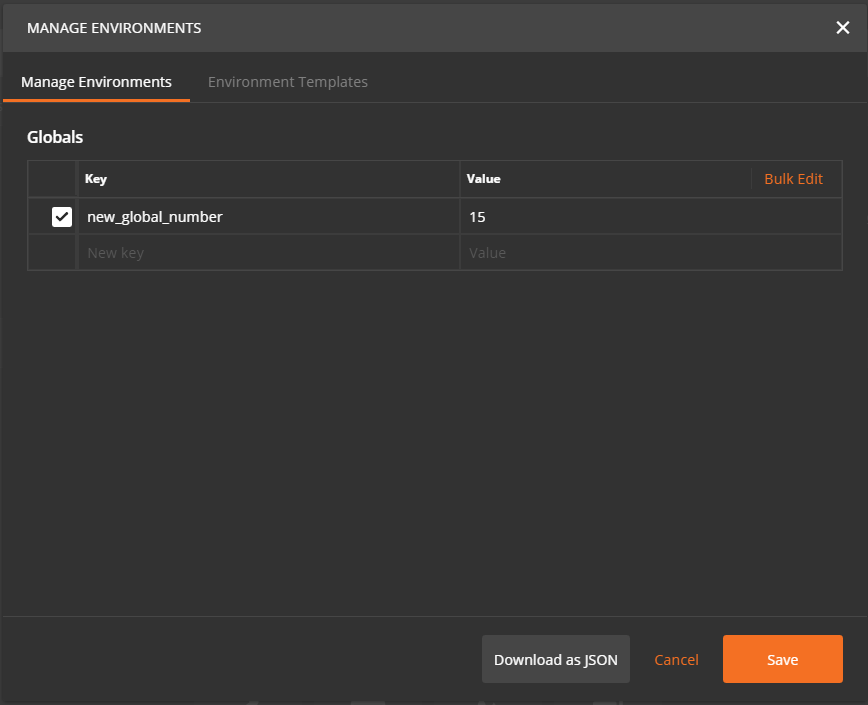 MANAGE ENVIRONMENTS
Manage Environments Environment Templates
Globals
Key Value Bulk Edit
new_global_number 15
New key Value
Download as JSON Cancel Save